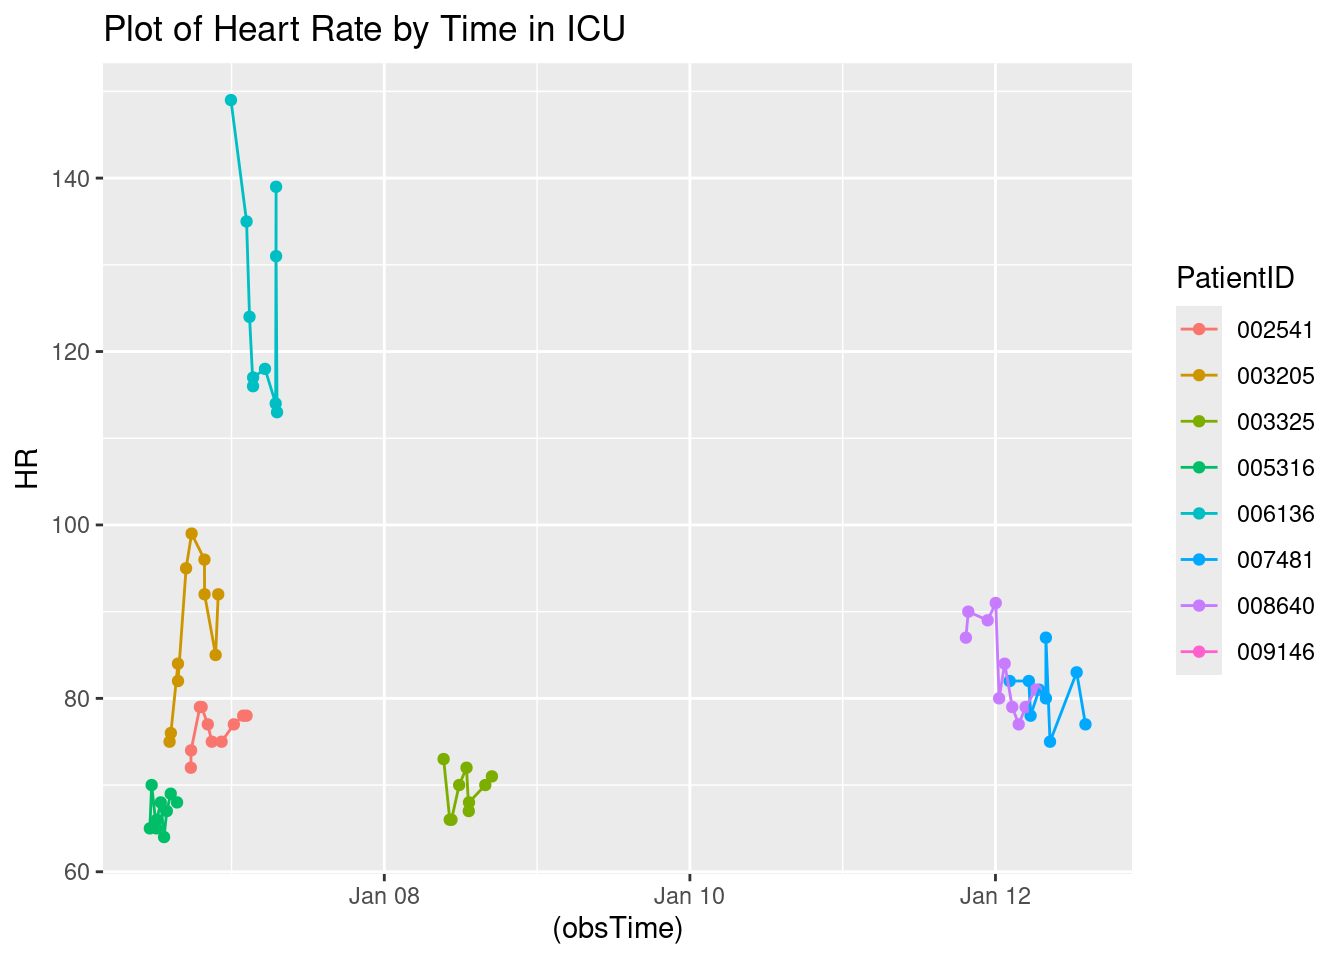 Plot of Heart Rate by Time in ICU
140
120
100
80
60
HR
Jan 08
Jan 10
Jan 12
(obsTime)
PatientID
002541
003205
003325
005316
006136
007481
008640
009146